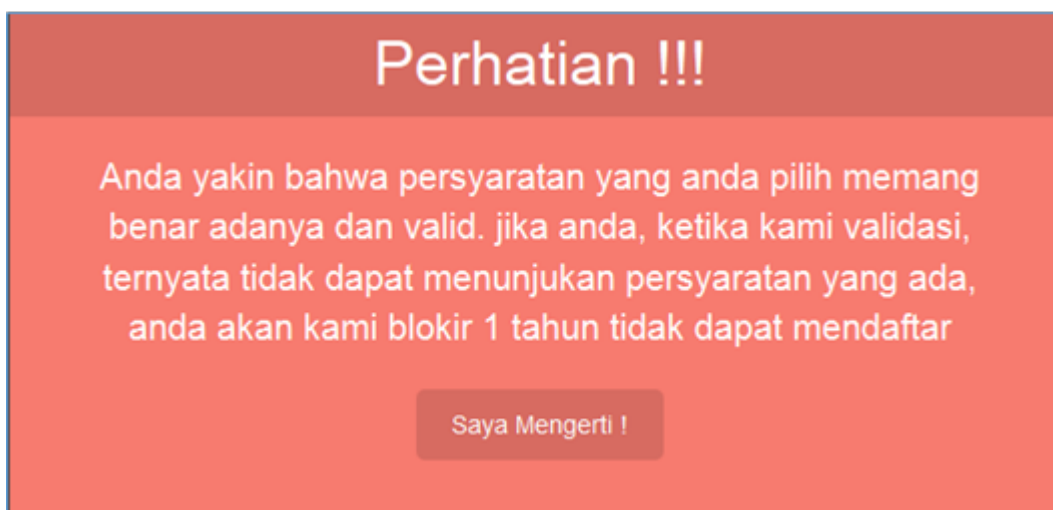 Perhatian !!!
Anda yakin bahwa persyaratan yang anda pilih memang
benar adanya dan valid. jika anda, ketika kami validasi,
ternyata tidak dapat menunjukan persyaratan yang ada,
anda akan kami blokir 1 tahun tidak dapat mendaftar
Saya Mengerti !